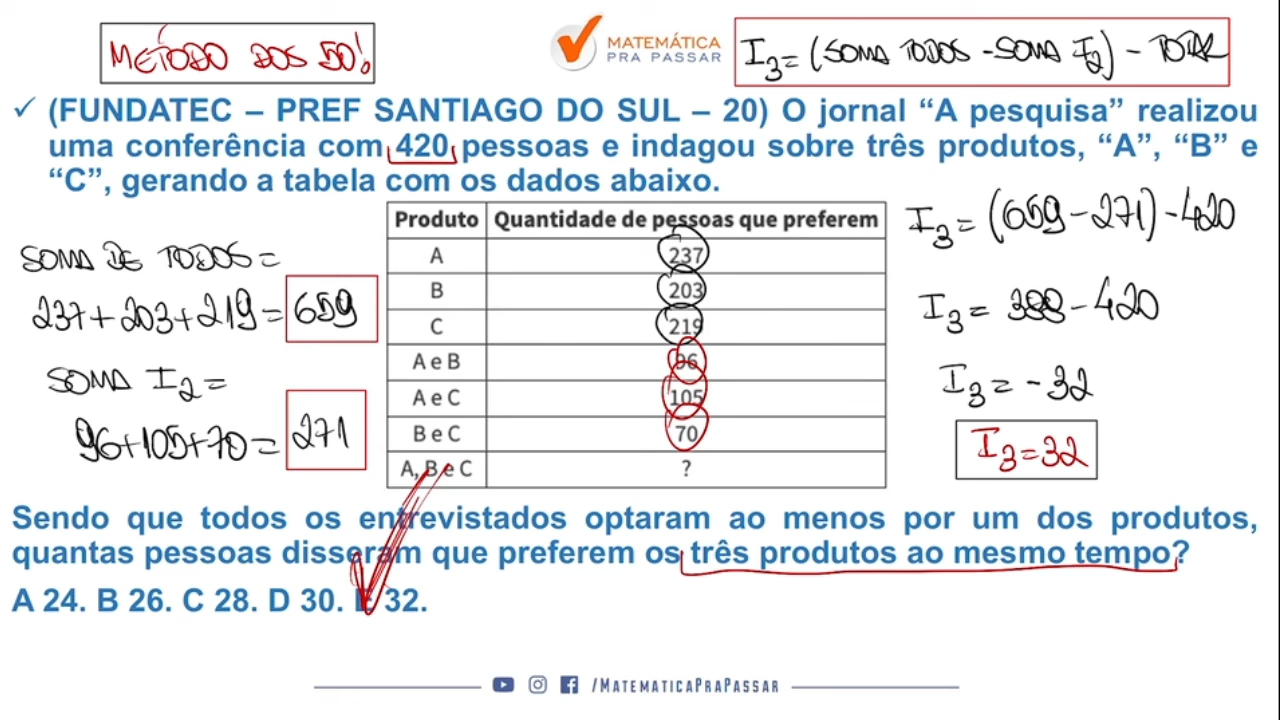 METÓDO DOS 50!
MATEMÁTICA
PRA PASSAR
I3 = (SOMA TODOS - SOMA I2) - TOTAL
✓ (FUNDATEC – PREF SANTIAGO DO SUL – 20) O jornal “A pesquisa” realizou
uma conferência com 420 pessoas e indagou sobre três produtos, “A”, “B” e
“C”, gerando a tabela com os dados abaixo.
Produto Quantidade de pessoas que preferem
A 237
B 203
C 219
A e B 96
A e C 105
B e C 70
A, B e C ?
SOMA DE TODOS =
237+203+219= 659
SOMA I2 =
96+105+70= 271
I3 = (659 - 271) - 420
I3 = 388 - 420
I3 = -32
I3 = 32
Sendo que todos os entrevistados optaram ao menos por um dos produtos,
quantas pessoas disseram que preferem os três produtos ao mesmo tempo?
A 24. B 26. C 28. D 30. E 32.
/MatematicaPraPassar